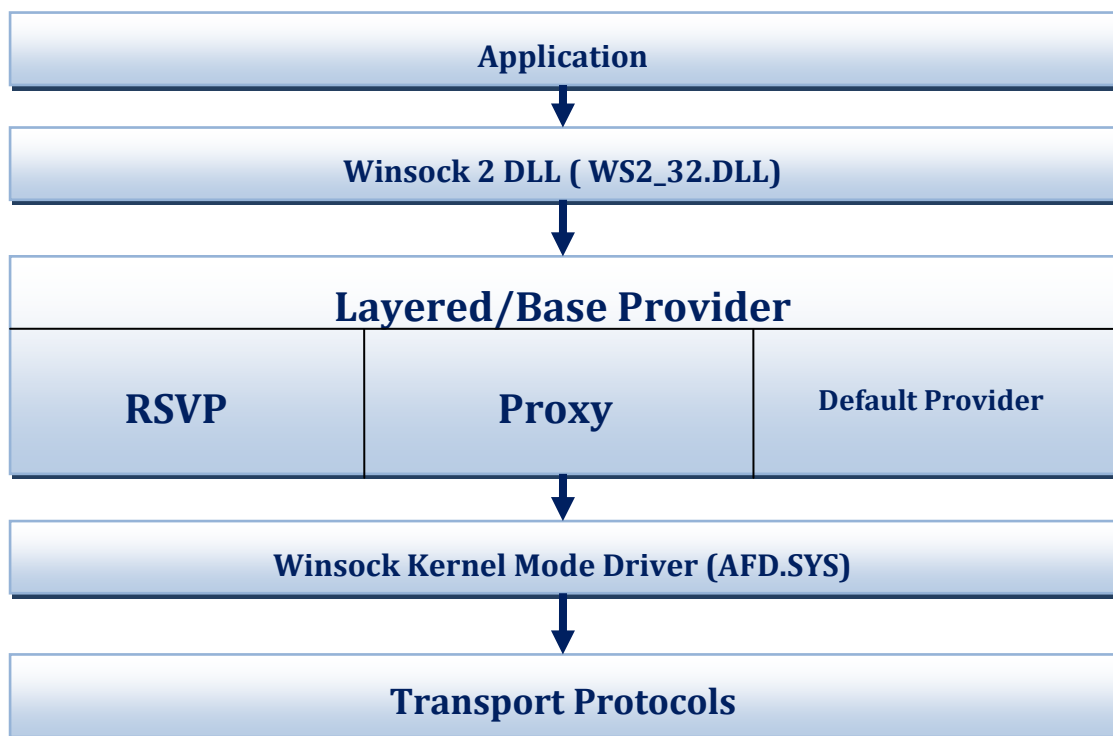 Application
Winsock 2 DLL ( WS2_32.DLL)
Layered/Base Provider
RSVP
Proxy
Default Provider
Winsock Kernel Mode Driver (AFD.SYS)
Transport Protocols